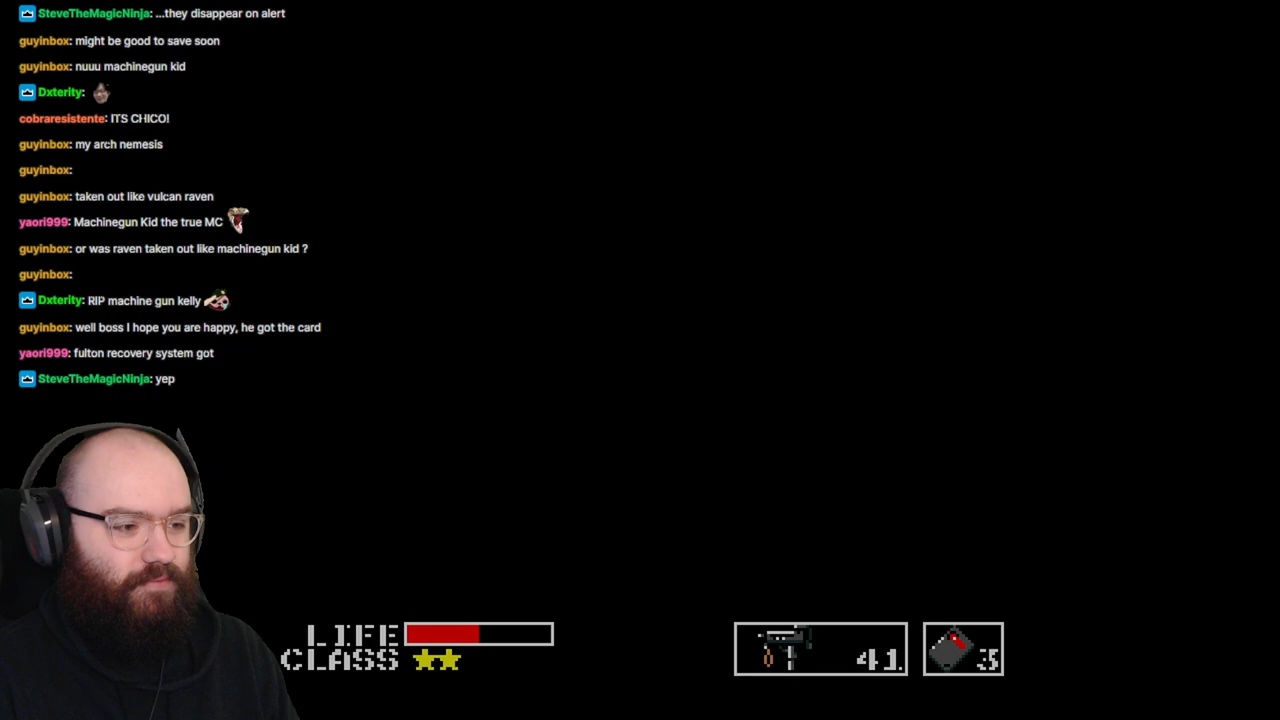 SteveTheMagicNinja: ...they disappear on alert
guyinbox: might be good to save soon
guyinbox: nuuu machinegun kid
Dxterity:
cobraresistente: ITS CHICO!
guyinbox: my arch nemesis
guyinbox:
guyinbox: taken out like vulcan raven
yaori999: Machinegun Kid the true MC
guyinbox: or was raven taken out like machinegun kid ?
guyinbox:
Dxterity: RIP machine gun kelly
guyinbox: well boss I hope you are happy, he got the card
yaori999: fulton recovery system got
SteveTheMagicNinja: yep
LIFE
CLASS
41
3